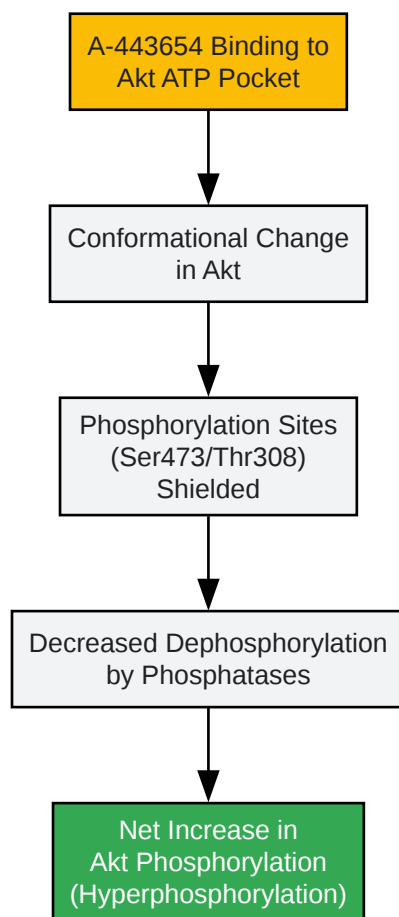 A-443654 Binding to
Akt ATP Pocket
Conformational Change
in Akt
Phosphorylation Sites
(Ser473/Thr308)
Shielded
Decreased Dephosphorylation
by Phosphatases
Net Increase in
Akt Phosphorylation
(Hyperphosphorylation)